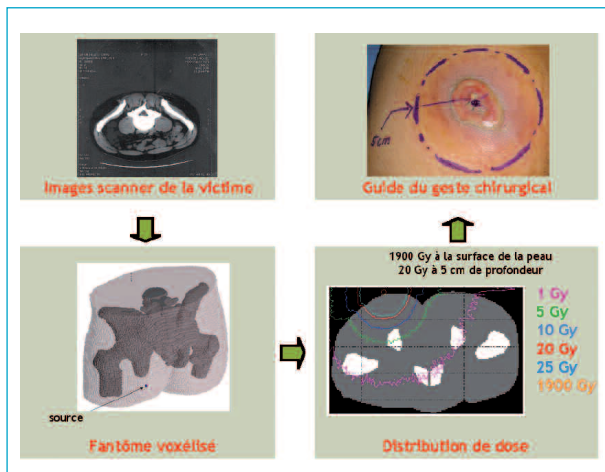 Images scanner de la victime
5cm
Guide du geste chirurgical
source
Fantôme voxélisé
1900 Gy à la surface de la peau
20 Gy à 5 cm de profondeur
1 Gy
5 Gy
10 Gy
20 Gy
25 Gy
1900 Gy
Distribution de dose